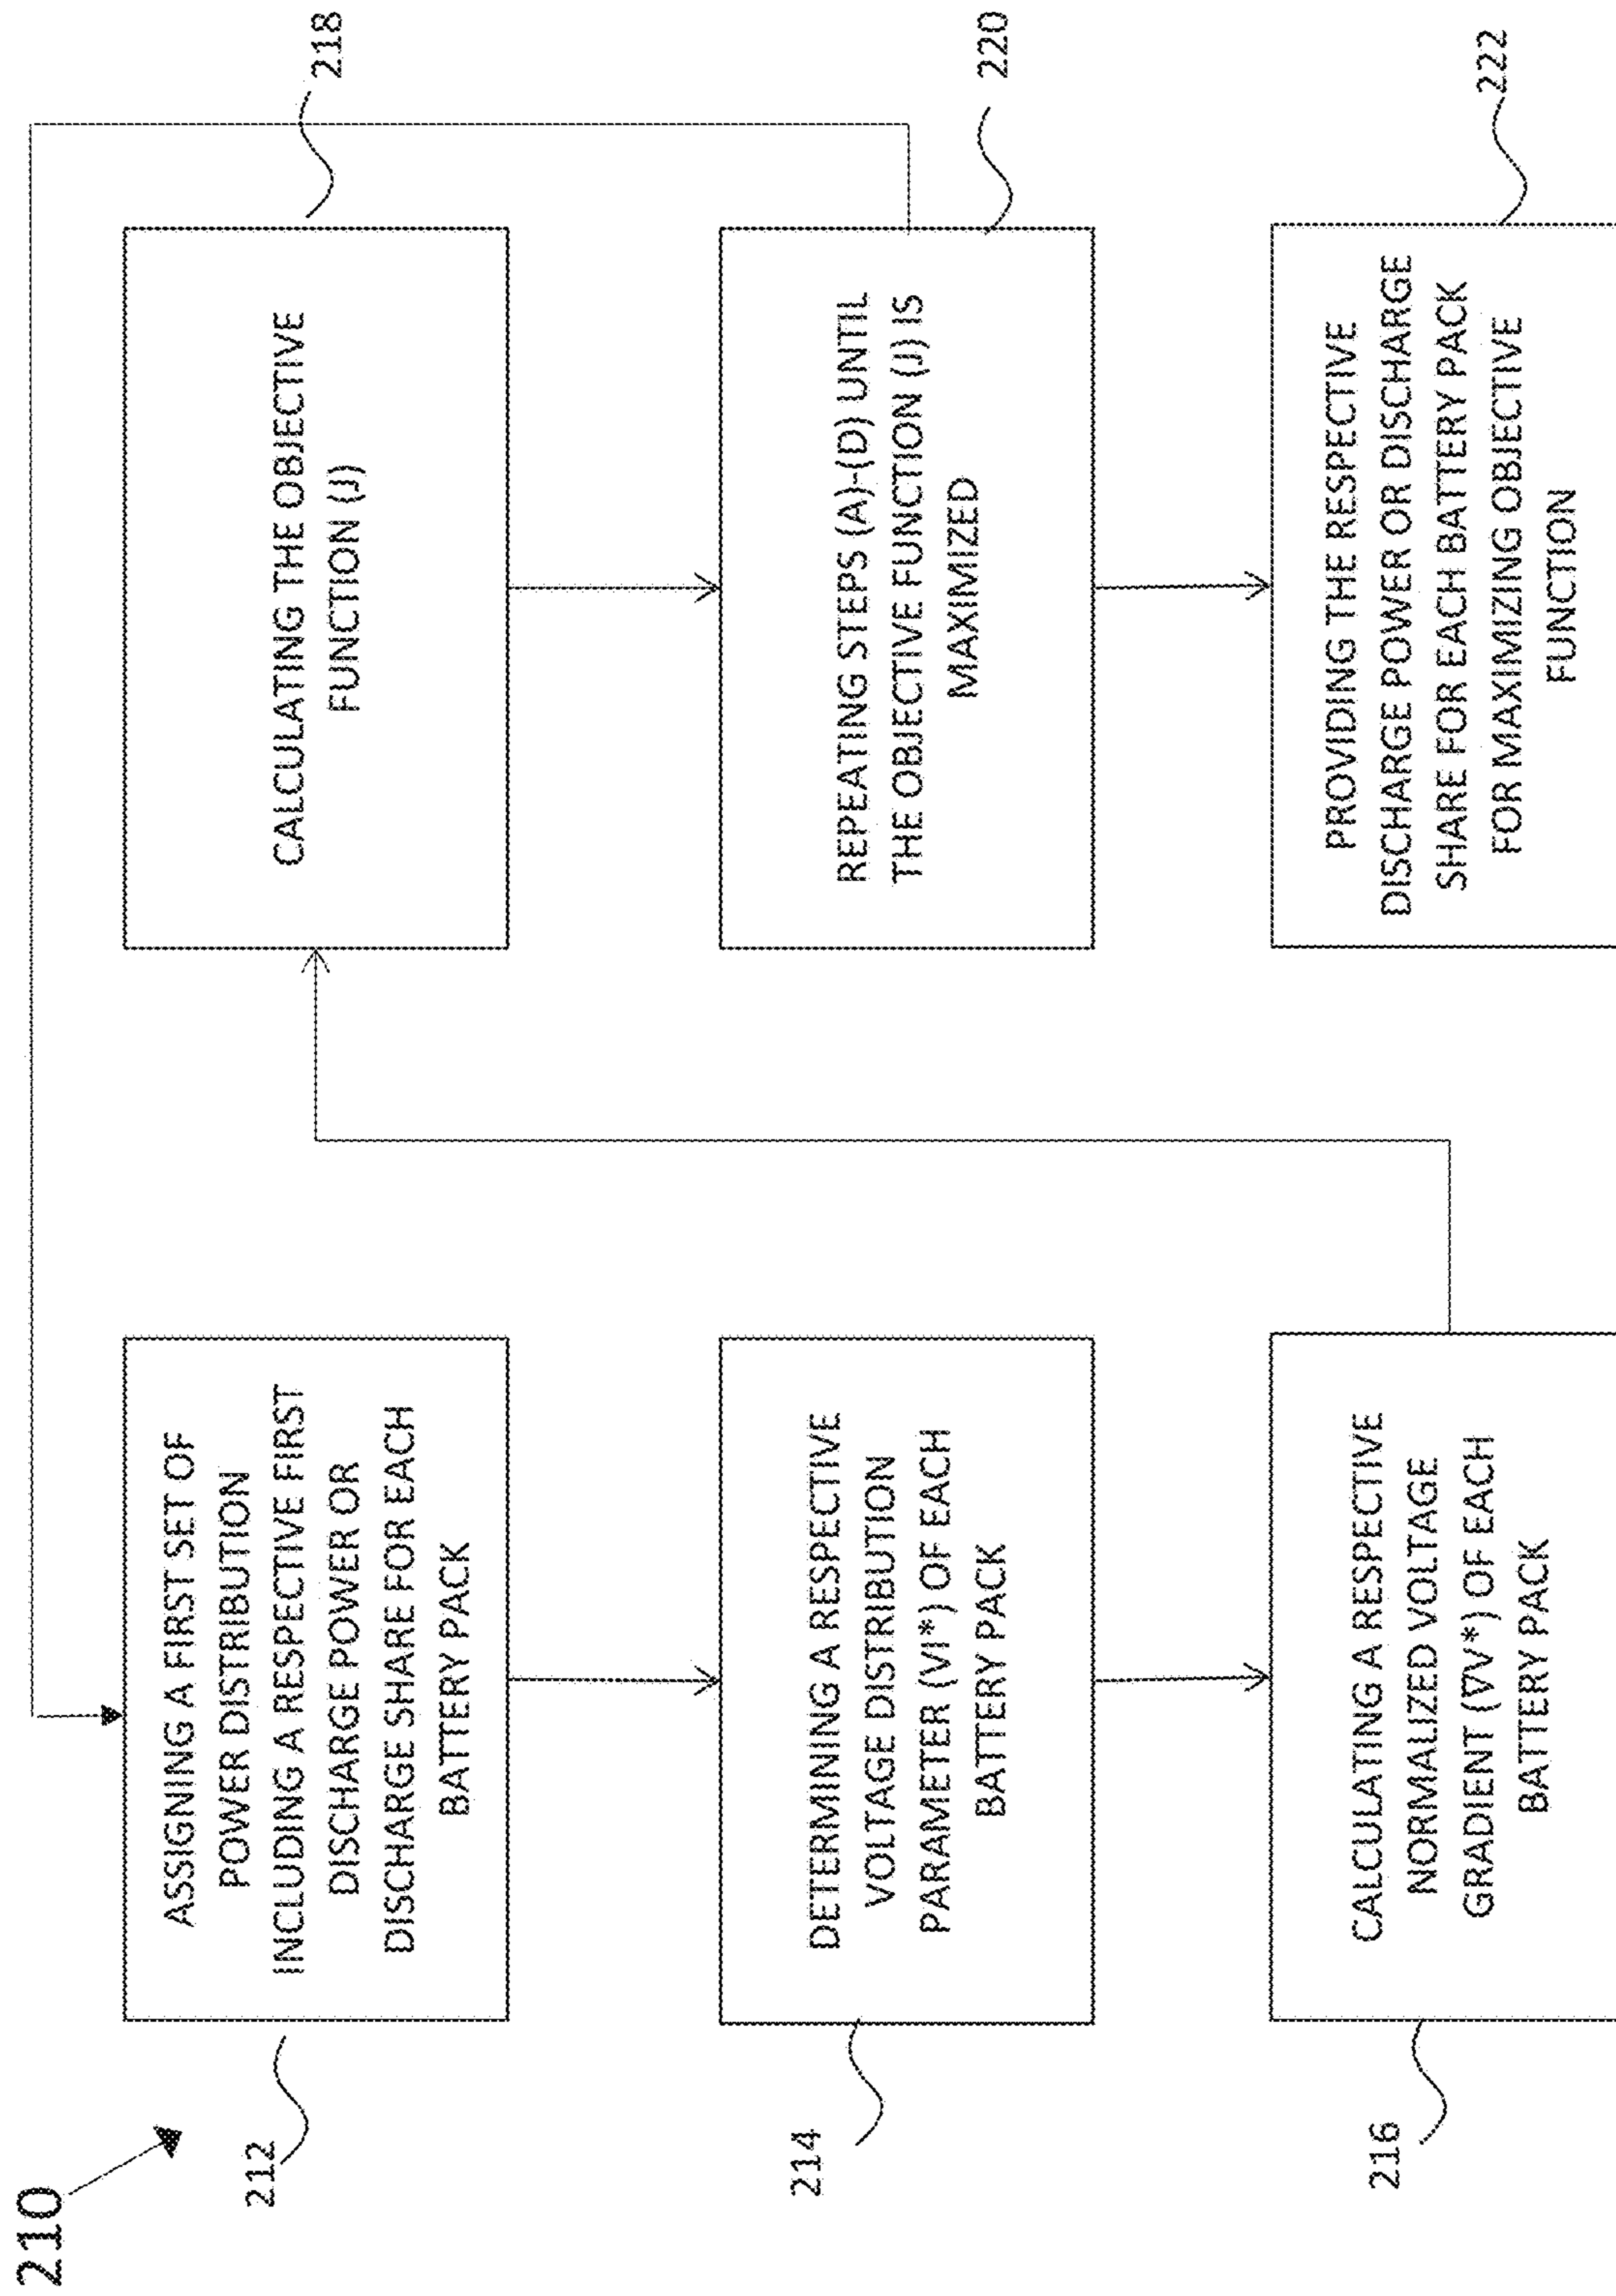 210
212
ASSIGNING A FIRST SET OF
POWER DISTRIBUTION
INCLUDING A RESPECTIVE FIRST
DISCHARGE POWER OR
DISCHARGE SHARE FOR EACH
BATTERY PACK
214
DETERMINING A RESPECTIVE
VOLTAGE DISTRIBUTION
PARAMETER (VI*) OF EACH
BATTERY PACK
216
CALCULATING A RESPECTIVE
NORMALIZED VOLTAGE
GRADIENT (∇V*) OF EACH
BATTERY PACK
218
CALCULATING THE OBJECTIVE
FUNCTION (J)
220
REPEATING STEPS (A)-(D) UNTIL
THE OBJECTIVE FUNCTION (J) IS
MAXIMIZED
222
PROVIDING THE RESPECTIVE
DISCHARGE POWER OR DISCHARGE
SHARE FOR EACH BATTERY PACK
FOR MAXIMIZING OBJECTIVE
FUNCTION